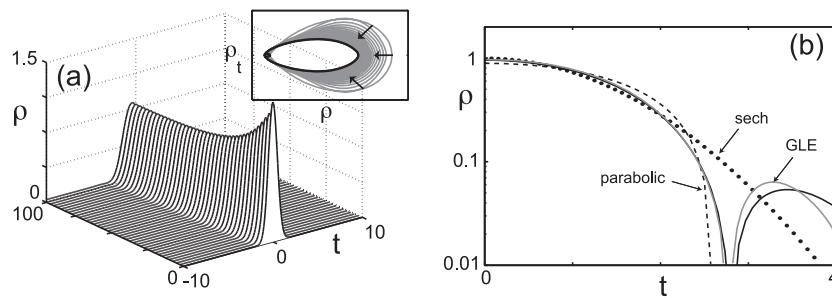 (a)
1.5
ρ
0
100
0
-10
0
10
t
ρt
ρ
(b)
1
ρ
0.1
0.01
0
t
4
sech
GLE
parabolic